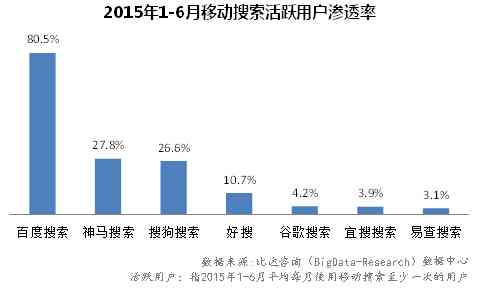 2015年1-6月移动搜索活跃用户渗透率
80.5%
27.8%
26.6%
10.7%
4.2%
3.9%
3.1%
百度搜索 神马搜索 搜狗搜索 好搜 谷歌搜索 宜搜搜索 易查搜索
数据来源:比达咨询（BigData-Research）数据中心
活跃用户：指2015年1-6月平均每月使用移动搜索至少一次的用户